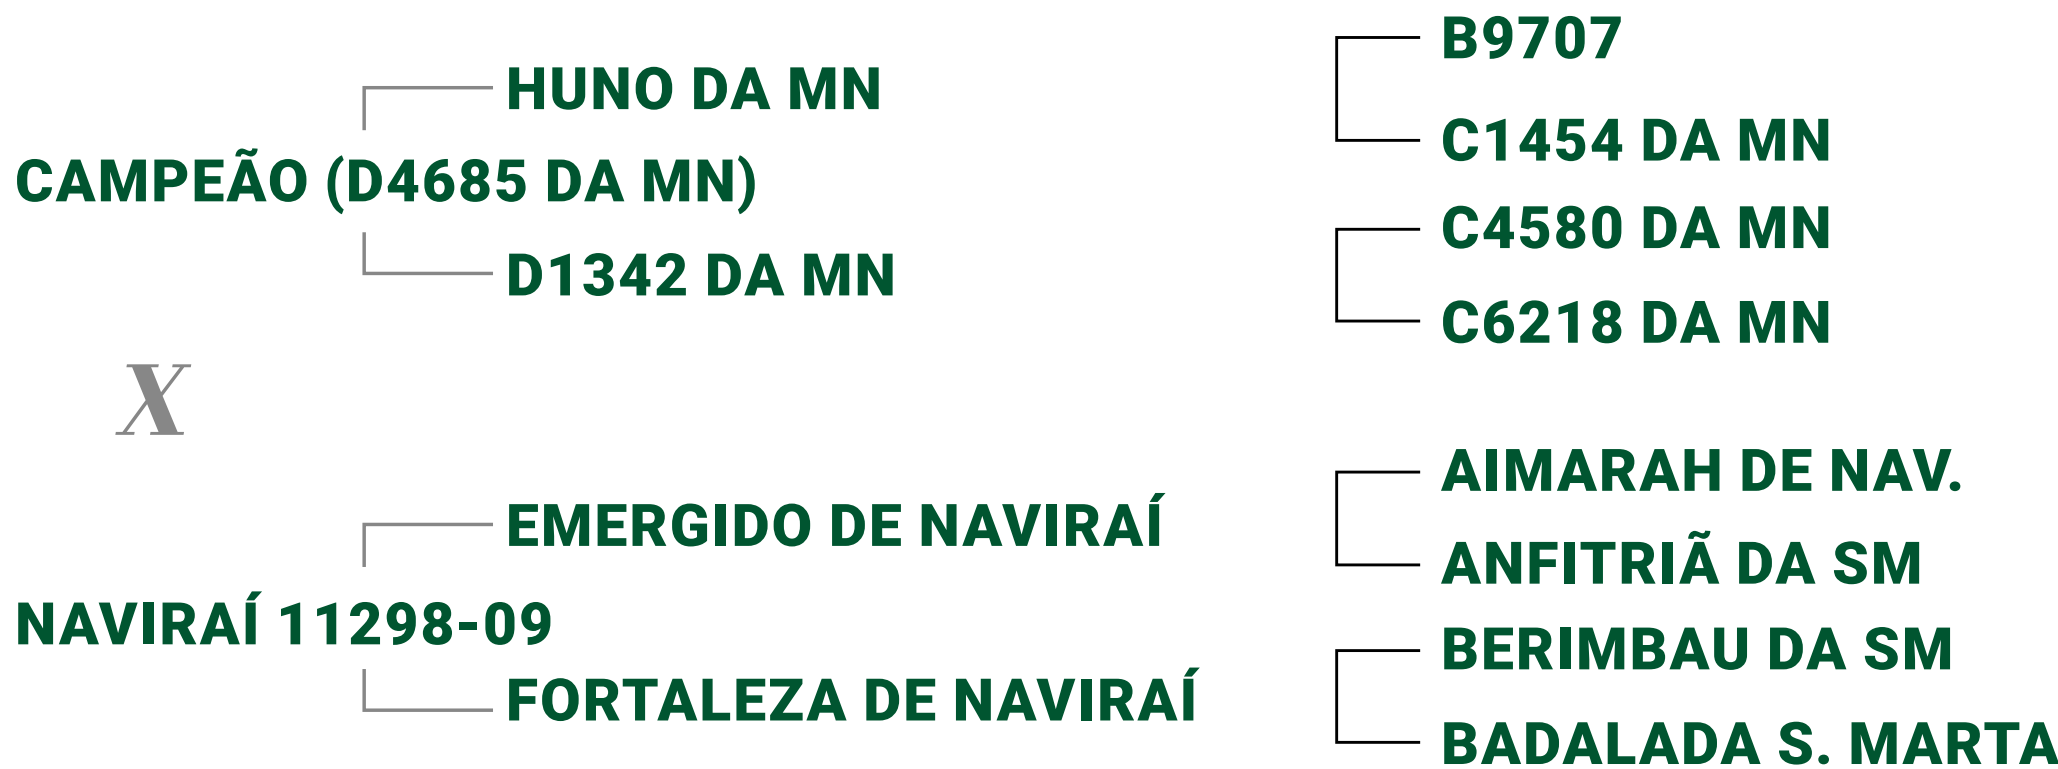 B9707
HUNO DA MN
C1454 DA MN
CAMPEÃO (D4685 DA MN)
C4580 DA MN
D1342 DA MN
C6218 DA MN
X
AIMARAH DE NAV.
EMERGIDO DE NAVIRAÍ
ANFITRIÃ DA SM
NAVIRAÍ 11298-09
BERIMBAU DA SM
FORTALEZA DE NAVIRAÍ
BADALADA S. MARTA